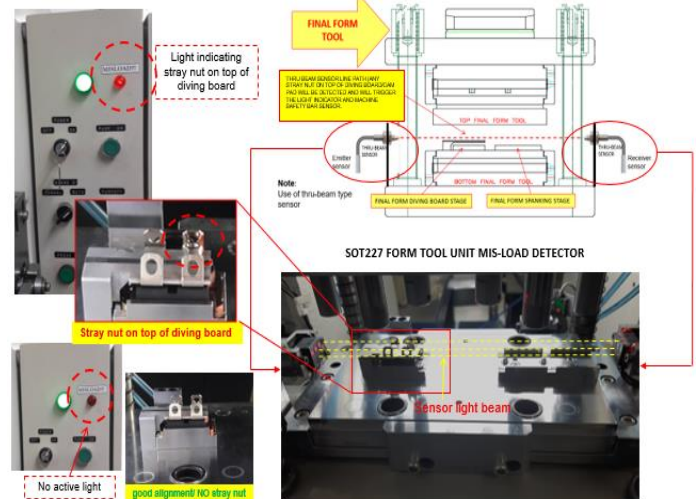 Light indicating
stray nut on top of
diving board
FINAL FORM
TOOL
THRU BEAM SENSOR LINE PATH (ANY
STRAY NUT ON TOP OF DIVING BOARD/CAM
PAD WILL BE DETECTED AND WILL TRIGGER
THE LIGHT INDICATOR AND MACHINE
SAFETY BAR SENSOR.
TOP FINAL FORM TOOL
THRU-BEAM
SENSOR
Emitter
sensor
THRU-BEAM
SENSOR
Receiver
sensor
BOTTOM FINAL FORM TOOL
Note:
Use of thru-beam type
sensor
FINAL FORM DIVING BOARD STAGE
FINAL FORM SPANKING STAGE
SOT227 FORM TOOL UNIT MIS-LOAD DETECTOR
Stray nut on top of diving board
Sensor light beam
No active light
good alignment/ NO stray nut